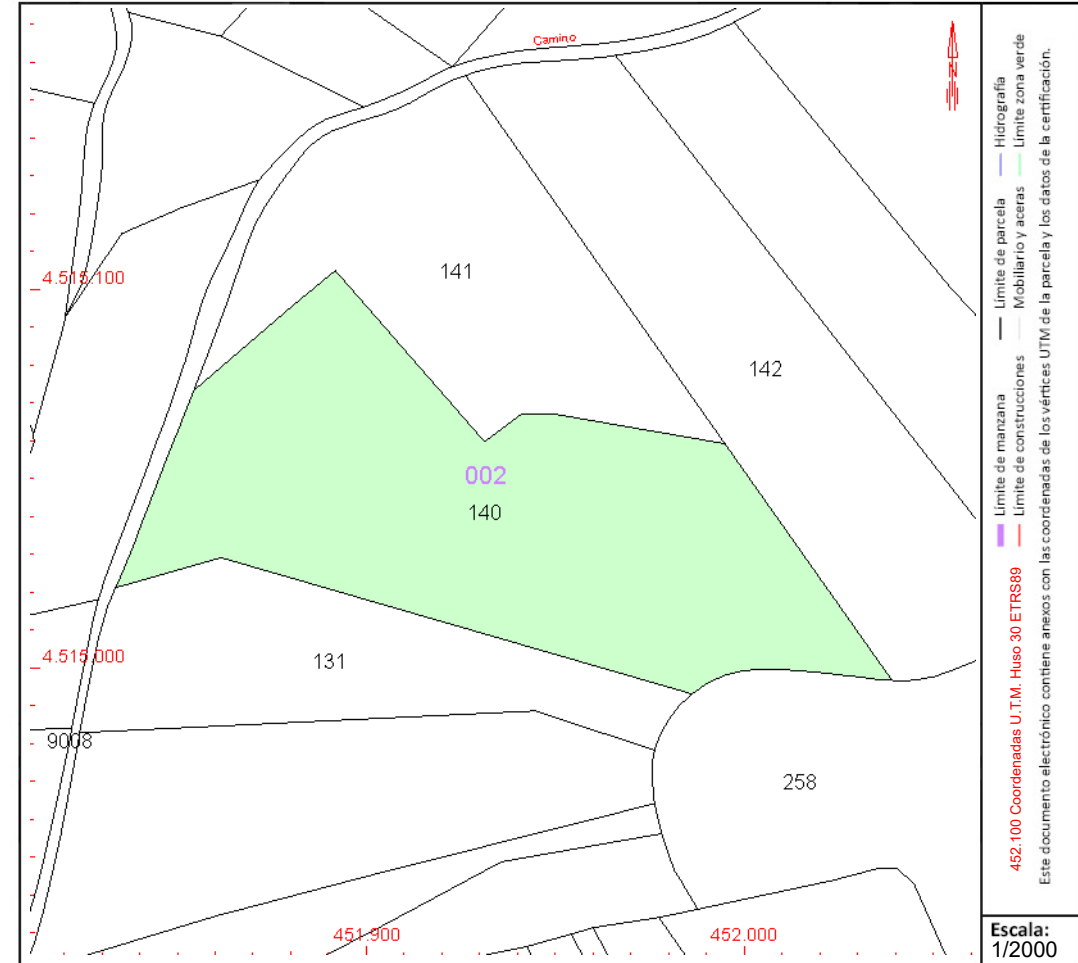 Camino
4.515.100
141
142
002
140
4.515.000
131
9008
258
451.900
452.000
Límite de manzana
Límite de parcela
Hidrografía
Límite de construcciones
Mobiliario y aceras
Límite zona verde
452.100 Coordenadas U.T.M. Huso 30 ETRS89
Este documento electrónico contiene anexos con las coordenadas de los vértices UTM de la parcela y los datos de la certificación.
N
Escala:
1/2000